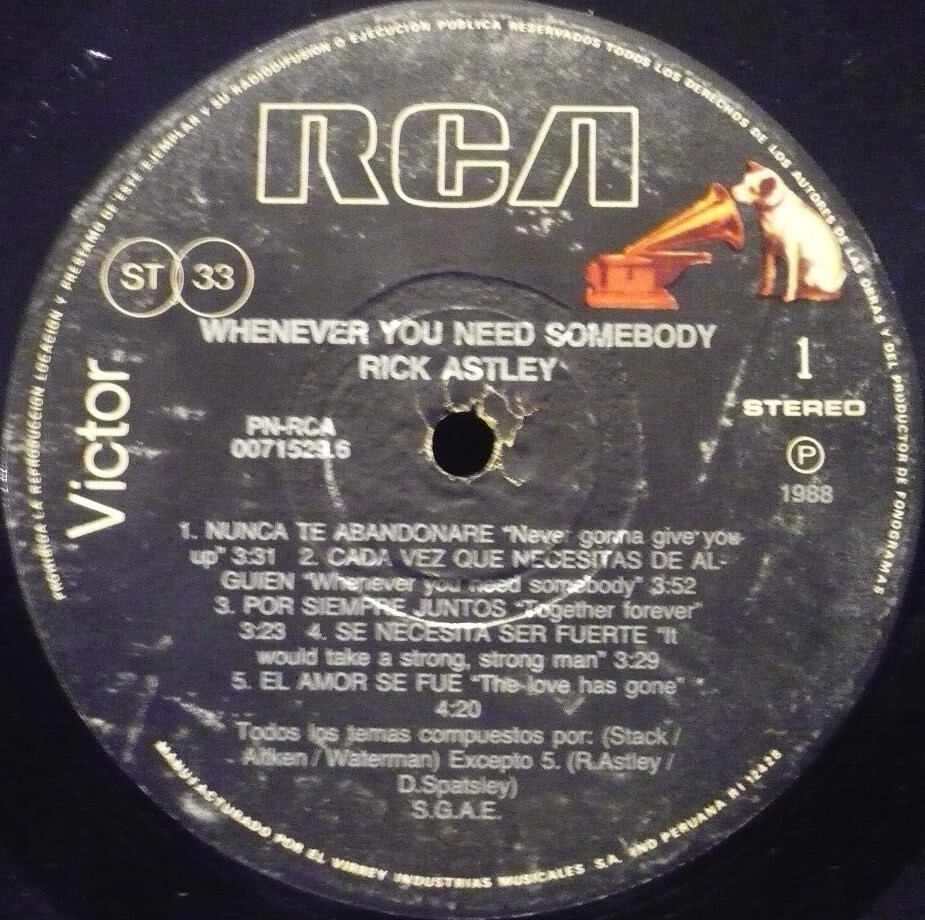 PROHIBIDA LA REPRODUCCION LOCACION Y PRESTAMO DE ESTE EJEMPLAR Y SU RADIODIFUSION O EJECUCION PUBLICA RESERVADOS TODOS LOS DERECHOS DE LOS AUTORES DE LAS OBRAS Y DEL PRODUCTOR DE FONOGRAMAS
RCA
ST 33
Victor
WHENEVER YOU NEED SOMEBODY
RICK ASTLEY
1
STEREO
PN-RCA
0071529.6
Ⓟ
1988
1. NUNCA TE ABANDONARE "Never gonna give you
up" 3:31 2. CADA VEZ QUE NECESITAS DE AL-
GUIEN "Whenever you need somebody" 3:52
3. POR SIEMPRE JUNTOS "Together forever"
3:23 4. SE NECESITA SER FUERTE "It
would take a strong, strong man" 3:29
5. EL AMOR SE FUE "The love has gone"
4:20
Todos los temas compuestos por: (Stack /
Aitken / Waterman) Excepto 5. (R.Astley /
D.Spatsley)
S.G.A.E.
MANUFACTURADO POR EL VIRREY INDUSTRIAS MUSICALES S.A. IND PERUANA RI 12428